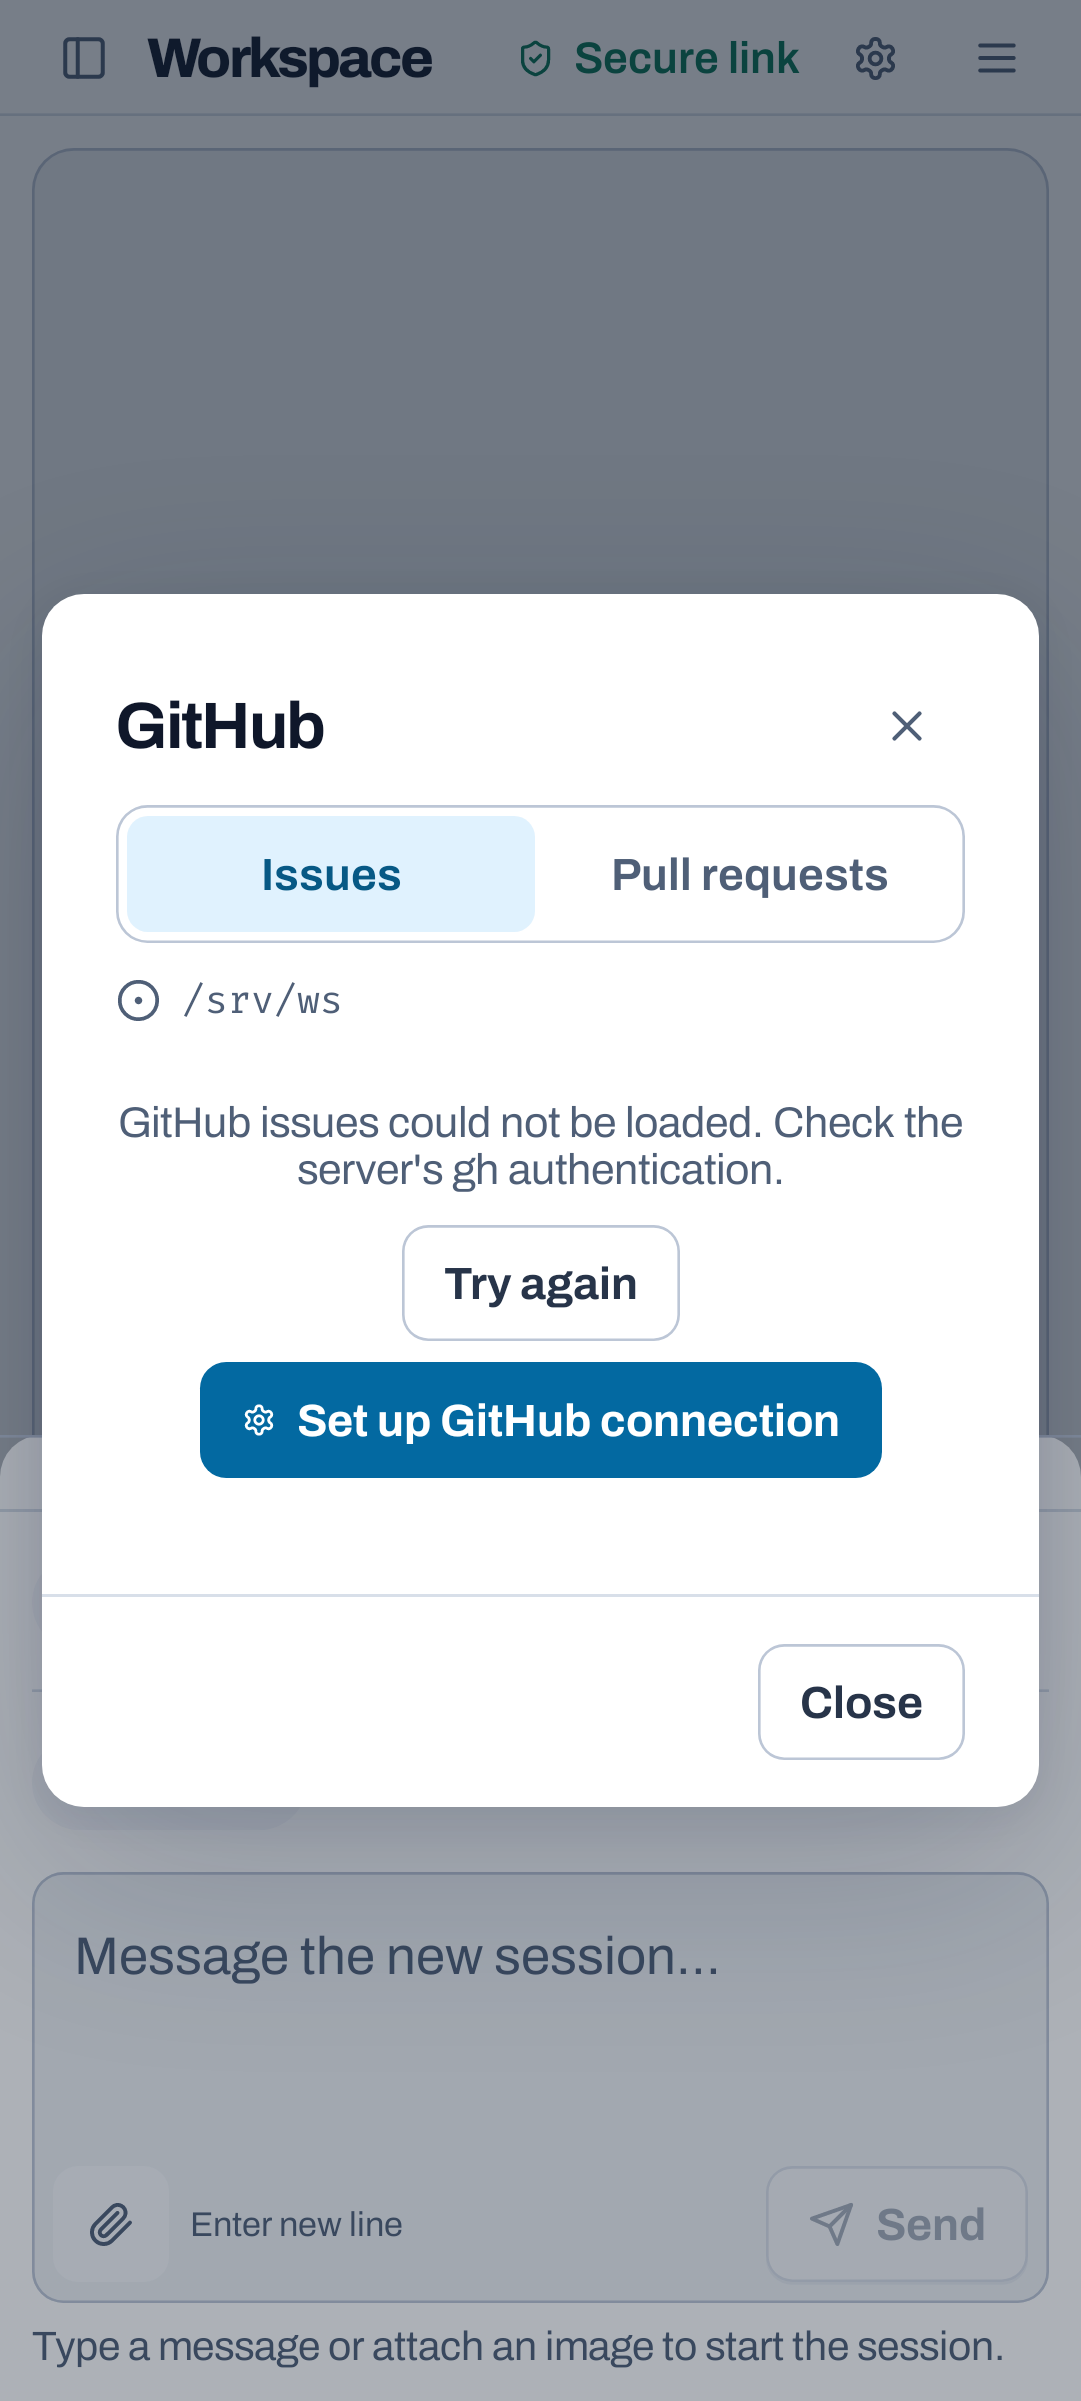 Workspace
Secure link
GitHub
Issues
Pull requests
/srv/ws
GitHub issues could not be loaded. Check the
server's gh authentication.
Try again
Set up GitHub connection
Close
Message the new session...
Enter new line
Send
Type a message or attach an image to start the session.